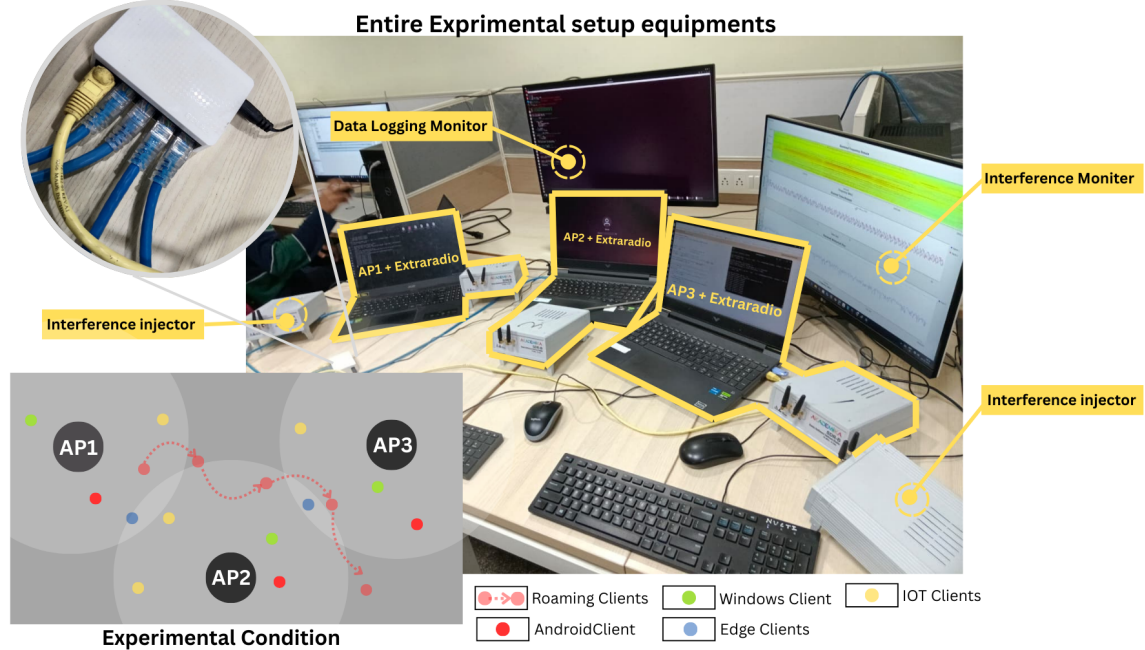 Entire Exprimental setup equipments
Data Logging Monitor
Interference Moniter
AP1 + Extraradio
AP2 + Extraradio
AP3 + Extraradio
Interference injector
Interference injector
AP1
AP3
AP2
Experimental Condition
Roaming Clients
Windows Client
IOT Clients
AndroidClient
Edge Clients